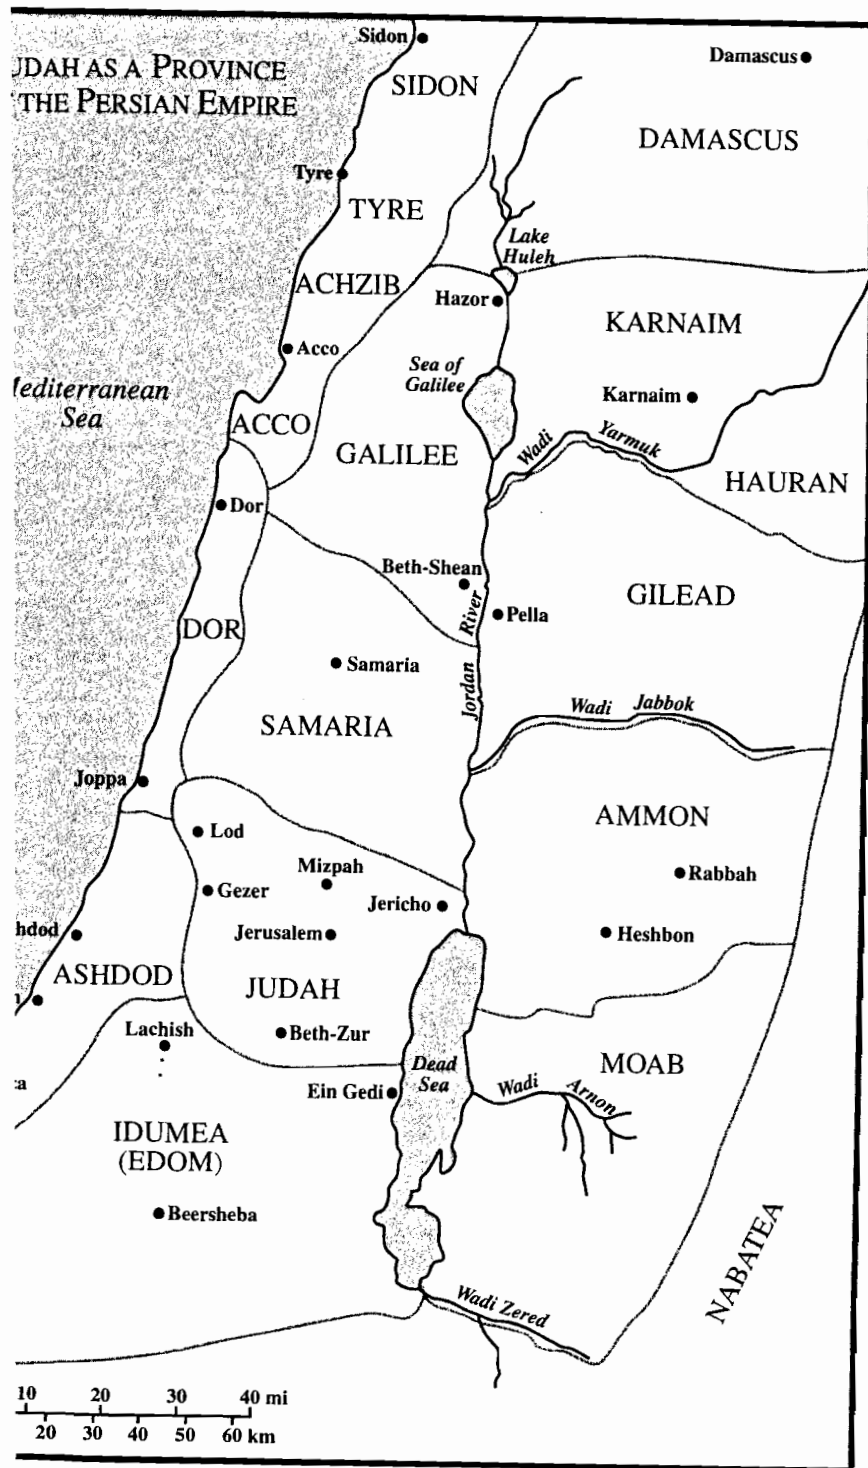 JDAH AS A PROVINCE
THE PERSIAN EMPIRE
Sidon
SIDON
Damascus
DAMASCUS
Tyre
TYRE
Lake
Huleh
ACHZIB
Hazor
KARNAIM
Acco
Sea of
Galilee
Karnaim
editerranean
Sea
ACCO
GALILEE
Wadi Yarmuk
HAURAN
Dor
Beth-Shean
GILEAD
Pella
DOR
Jordan River
Samaria
SAMARIA
Wadi Jabbok
Joppa
AMMON
Lod
Mizpah
Rabbah
Gezer
Jericho
hdod
Jerusalem
Heshbon
ASHDOD
JUDAH
n
Lachish
Beth-Zur
Dead
Sea
MOAB
za
Ein Gedi
Wadi Arnon
IDUMEA
(EDOM)
Beersheba
NABATEA
Wadi Zered
10 20 30 40 mi
20 30 40 50 60 km